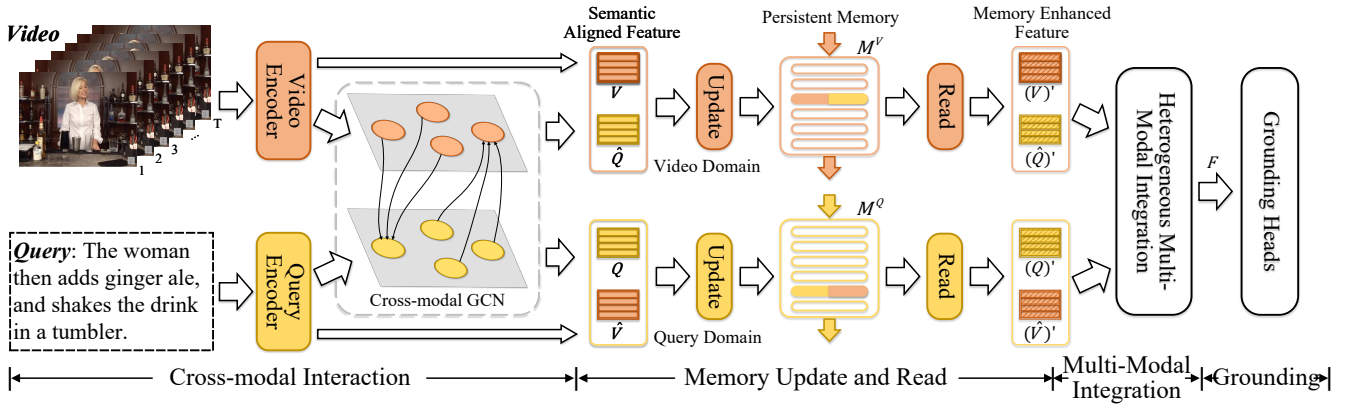 Video
1
2
3
...
T
Query: The woman
then adds ginger ale,
and shakes the drink
in a tumbler.
Video
Encoder
Query
Encoder
Cross-modal GCN
Semantic
Aligned Feature
V
Q̂
Video Domain
Q
V̂
Query Domain
Update
Update
Persistent Memory
M^V
M^Q
Read
Read
Memory Enhanced
Feature
(V)'
(Q̂)'
(Q)'
(V̂)'
Heterogeneous Multi-
Modal Integration
F
Grounding Heads
Cross-modal Interaction
Memory Update and Read
Multi-Modal
Integration
Grounding